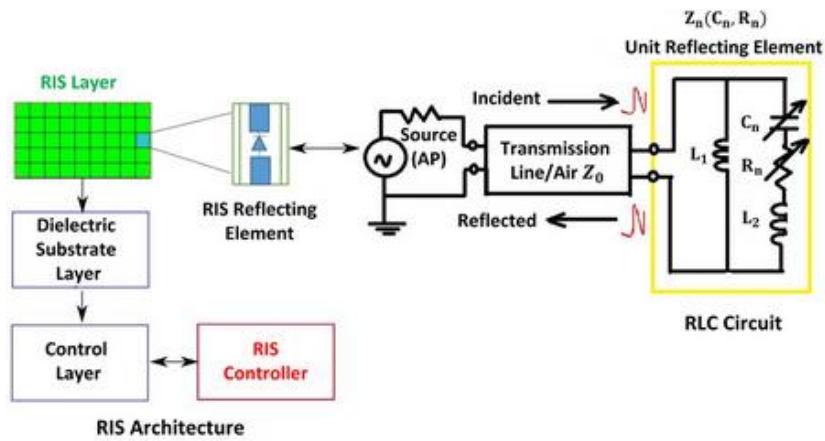 Zₙ(Cₙ, Rₙ)
Unit Reflecting Element
RIS Layer
Incident
Source
(AP)
Transmission
Line/Air Z₀
Reflected
L₁
Cₙ
Rₙ
L₂
RIS Reflecting
Element
Dielectric
Substrate
Layer
RLC Circuit
Control
Layer
RIS
Controller
RIS Architecture